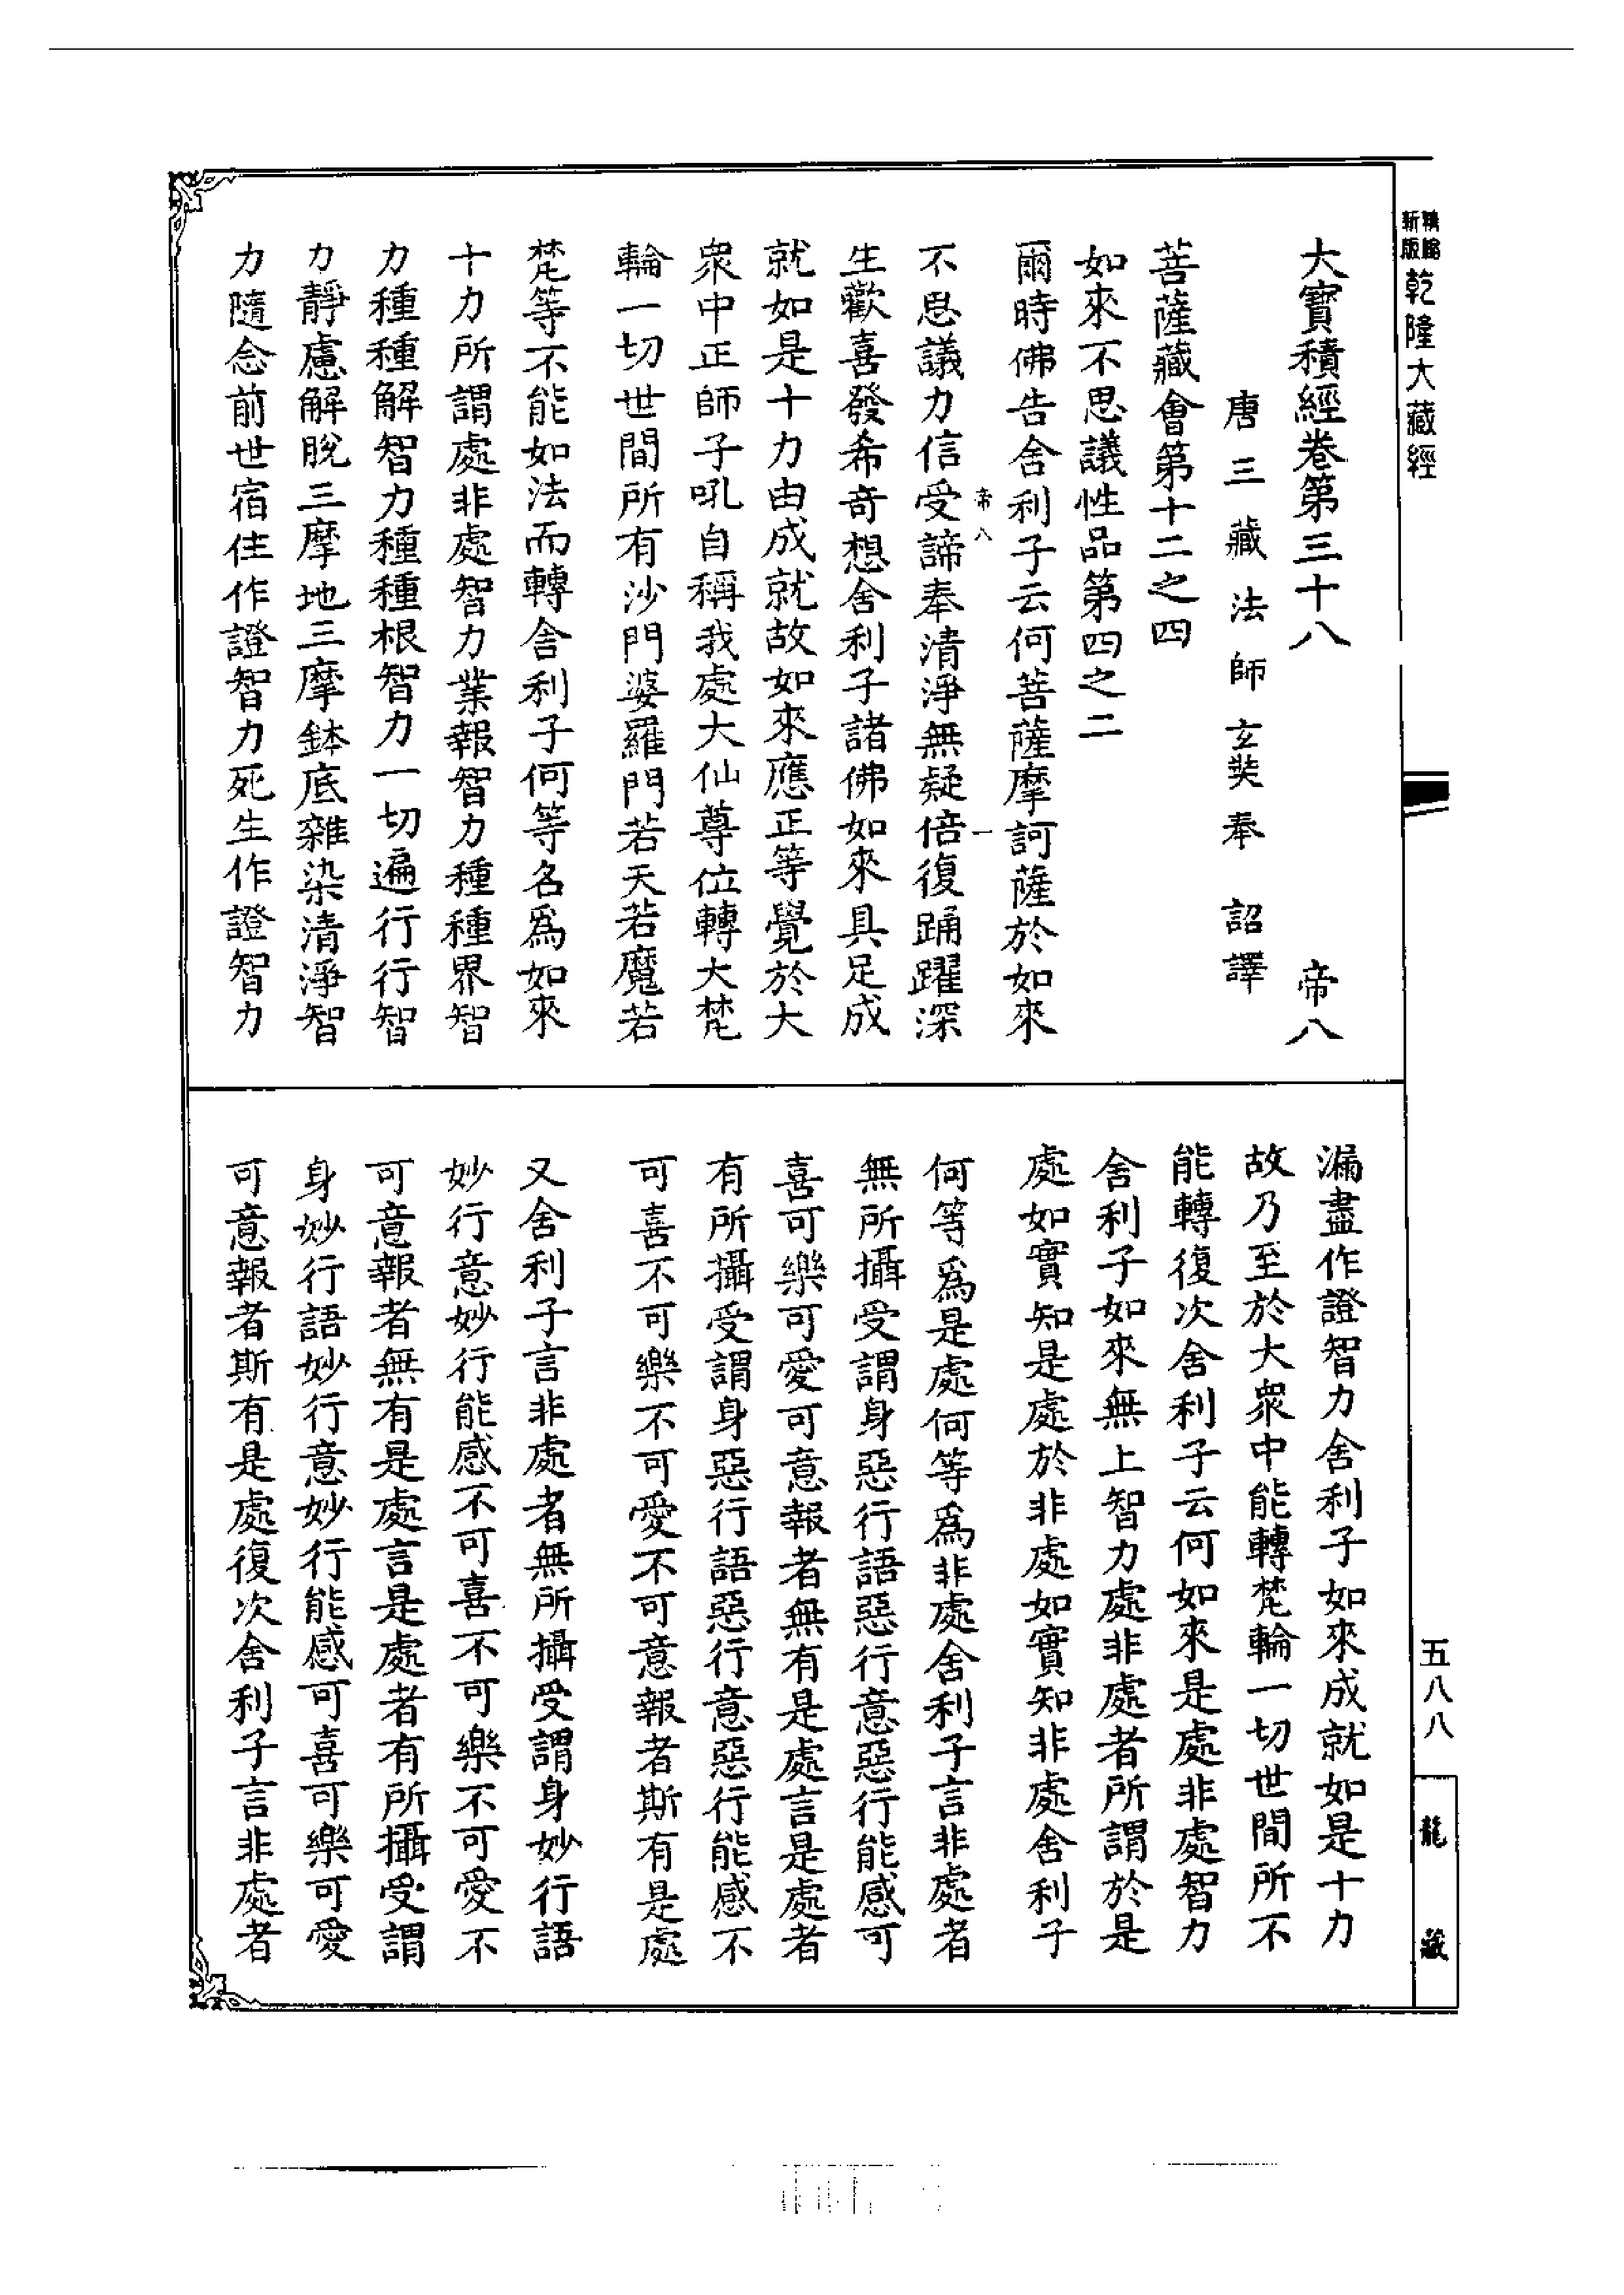 新版
精縮
乾隆大藏經
大寶積經卷第三十八 帝八
唐三藏法師玄奘奉 詔譯
菩薩藏會第十二之四
如來不思議性品第四之二
爾時佛告舍利子云何菩薩摩訶薩於如來
帝八 一
不思議力信受諦奉清淨無疑倍復踊躍深
生歡喜發希奇想舍利子諸佛如來具足成
就如是十力由成就故如來應正等覺於大
衆中正師子吼自稱我處大仙尊位轉大梵
輪一切世間所有沙門婆羅門若天若魔若
梵等不能如法而轉舍利子何等名爲如來
十力所謂處非處智力業報智力種種界智
力種種解智力種種根智力一切遍行行智
力靜慮解脫三摩地三摩鉢底雜染清淨智
力隨念前世宿住作證智力死生作證智力
漏盡作證智力舍利子如來成就如是十力
故乃至於大衆中能轉梵輪一切世間所不
能轉復次舍利子云何如來是處非處智力
舍利子如來無上智力處非處者所謂於是
處如實知是處於非處如實知非處舍利子
何等爲是處何等爲非處舍利子言非處者
無所攝受謂身惡行語惡行意惡行能感可
喜可樂可愛可意報者無有是處言是處者
有所攝受謂身惡行語惡行意惡行能感不
可喜不可樂不可愛不可意報者斯有是處
又舍利子言非處者無所攝受謂身妙行語
妙行意妙行能感不可喜不可樂不可愛不
可意報者無有是處言是處者有所攝受謂
身妙行語妙行意妙行能感可喜可樂可愛
可意報者斯有是處復次舍利子言非處者
五八八
龍藏